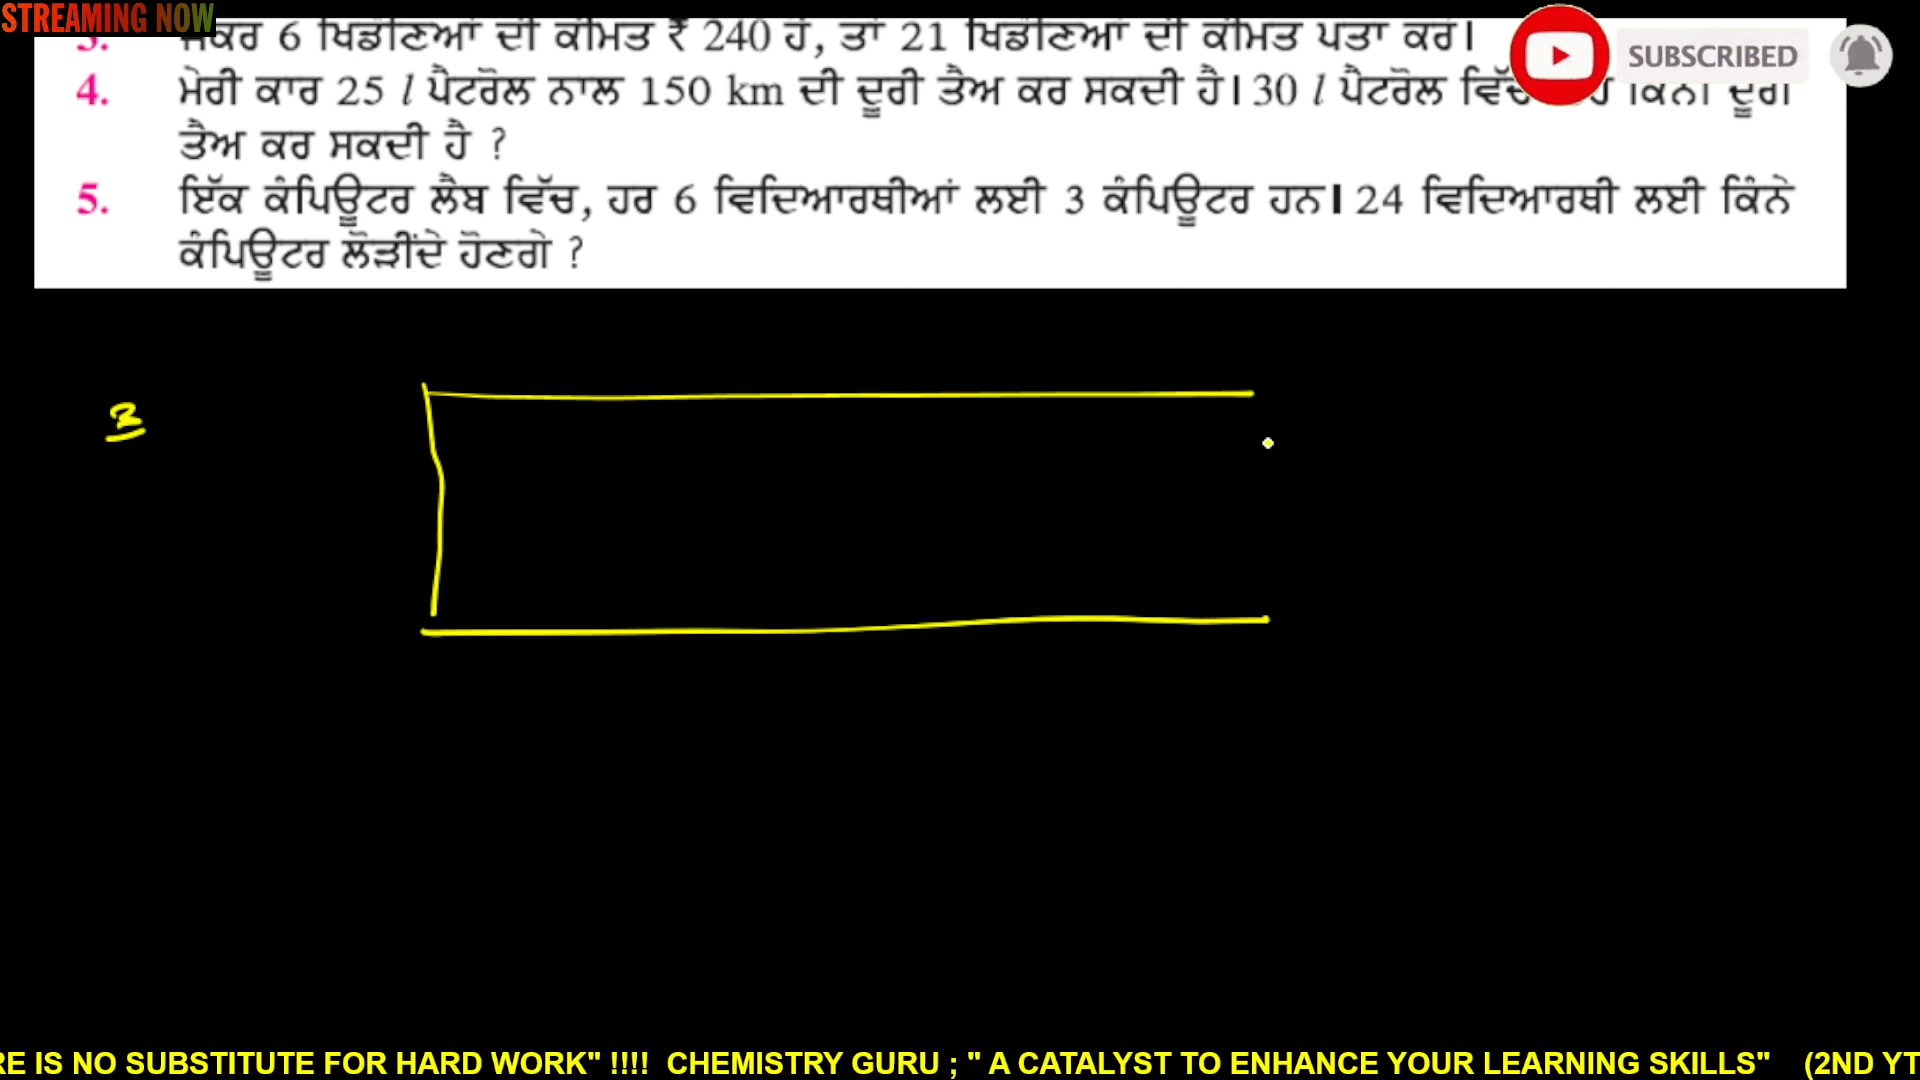 STREAMING NOW
3. ਜੇਕਰ 6 ਖਿਡੌਣਿਆਂ ਦੀ ਕੀਮਤ ₹ 240 ਹੈ, ਤਾਂ 21 ਖਿਡੌਣਿਆਂ ਦੀ ਕੀਮਤ ਪਤਾ ਕਰੋ।
SUBSCRIBED
4. ਮੇਰੀ ਕਾਰ 25 l ਪੈਟਰੋਲ ਨਾਲ 150 km ਦੀ ਦੂਰੀ ਤੈਅ ਕਰ ਸਕਦੀ ਹੈ। 30 l ਪੈਟਰੋਲ ਵਿੱਚ ਕਿੰਨੀ ਦੂਰੀ
ਤੈਅ ਕਰ ਸਕਦੀ ਹੈ ?
5. ਇੱਕ ਕੰਪਿਊਟਰ ਲੈਬ ਵਿੱਚ, ਹਰ 6 ਵਿਦਿਆਰਥੀਆਂ ਲਈ 3 ਕੰਪਿਊਟਰ ਹਨ। 24 ਵਿਦਿਆਰਥੀ ਲਈ ਕਿੰਨੇ
ਕੰਪਿਊਟਰ ਲੋੜੀਂਦੇ ਹੋਣਗੇ ?
3
RE IS NO SUBSTITUTE FOR HARD WORK" !!!! CHEMISTRY GURU ; " A CATALYST TO ENHANCE YOUR LEARNING SKILLS" (2ND YT